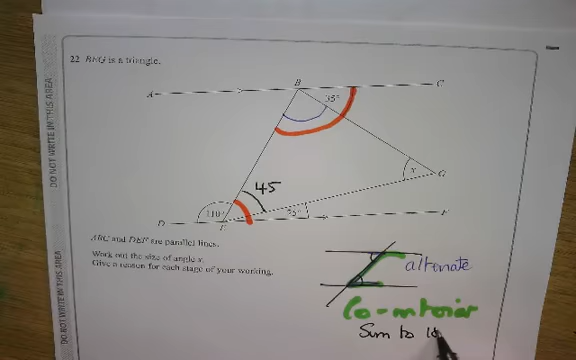 22 BEG is a triangle.
A
B
C
35°
x
G
45
110°
25°
D
E
F
ABC and DEF are parallel lines.
Work out the size of angle x.
Give a reason for each stage of your working.
alternate
Co-interior
Sum to 18
DO NOT WRITE IN THIS AREA
DO NOT WRITE IN THIS AREA